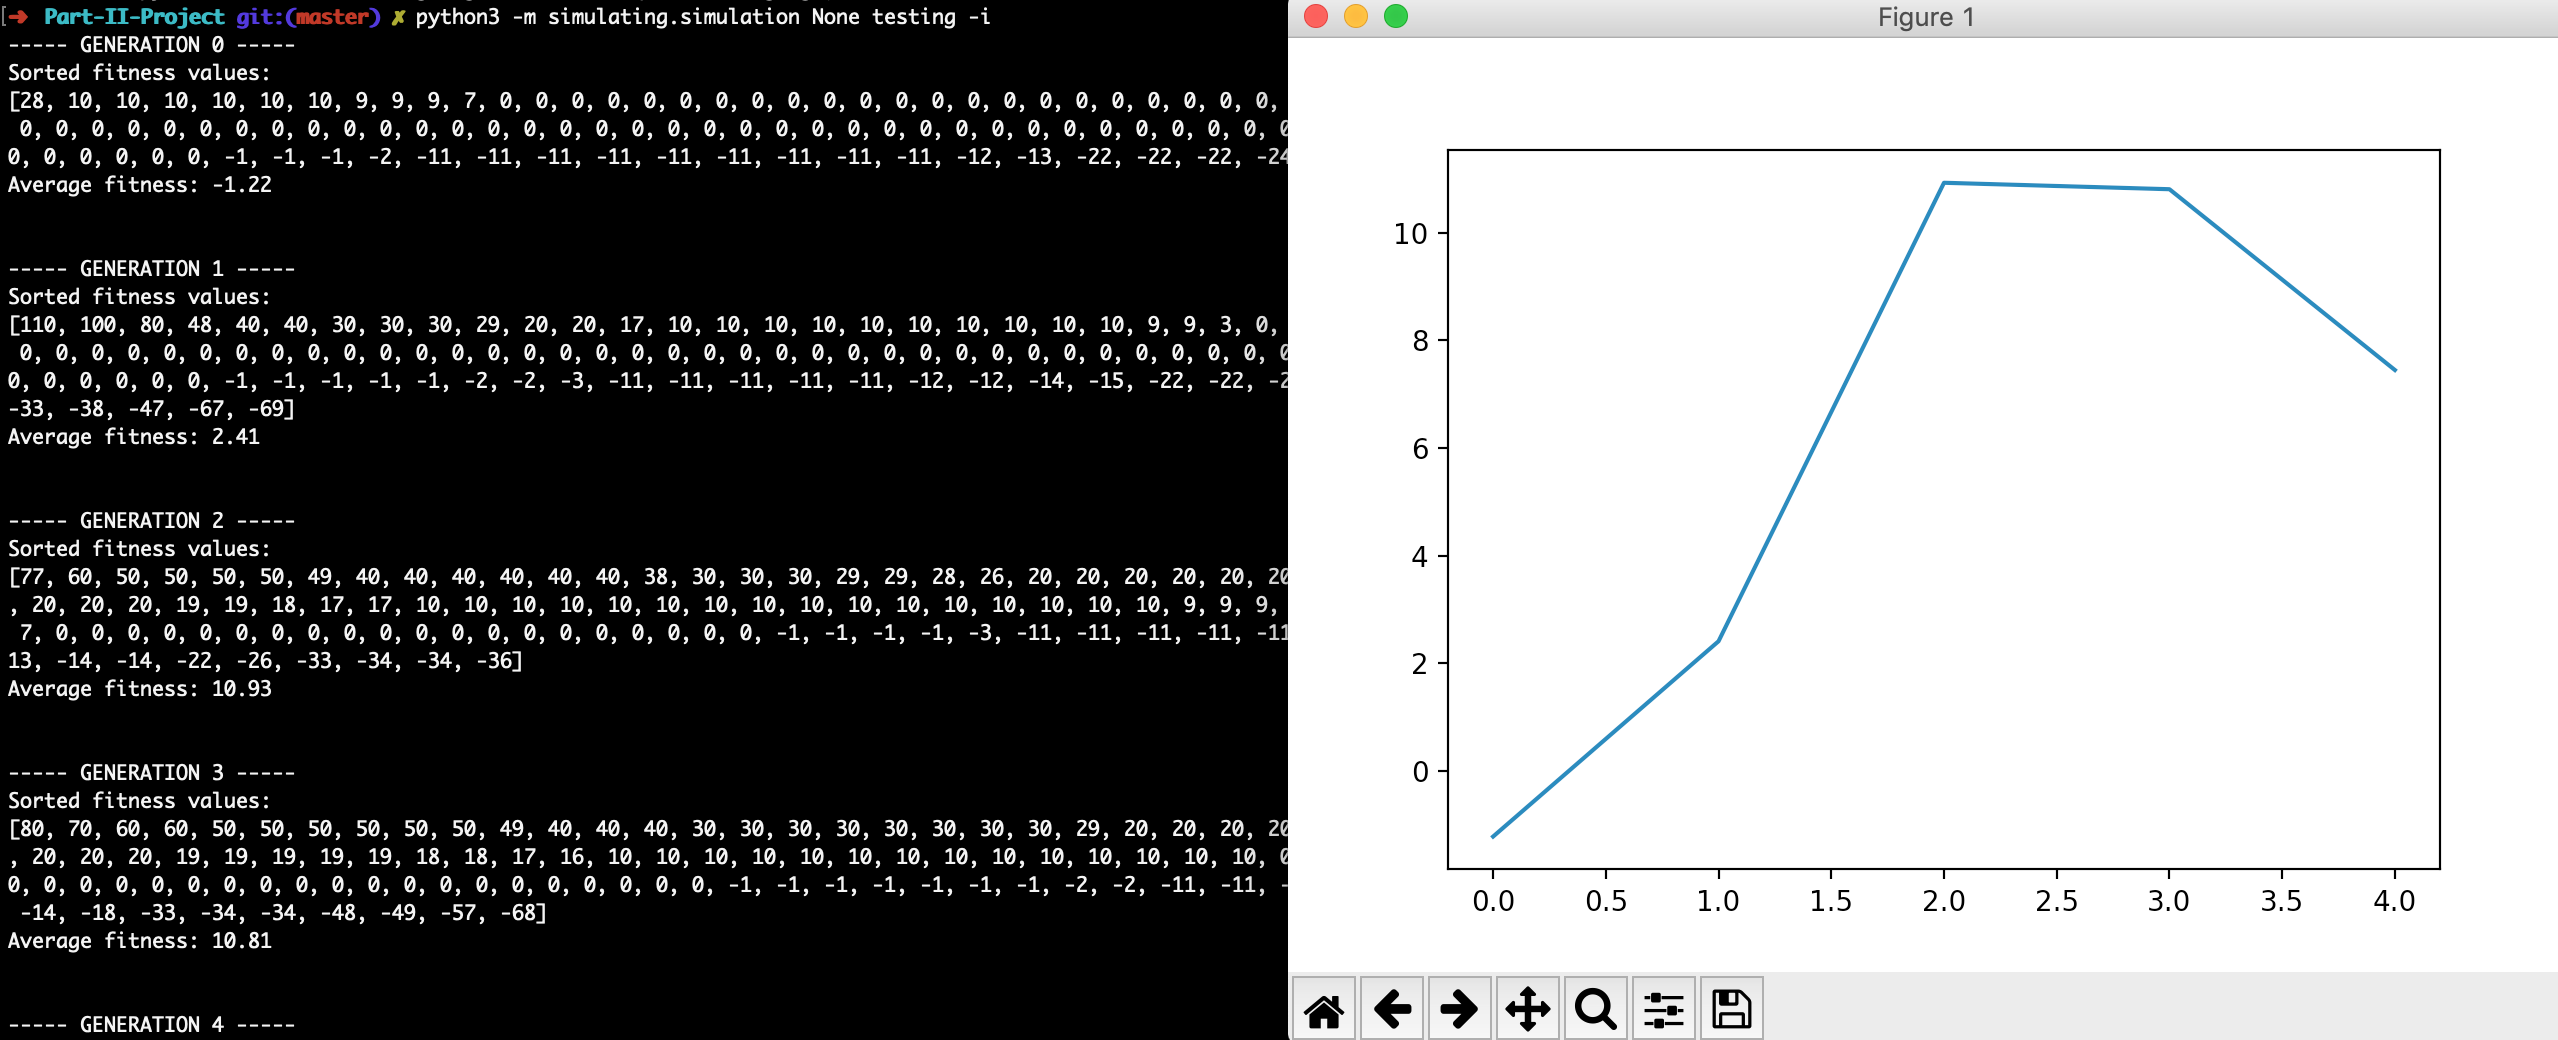 → Part-II-Project git:(master) ✗ python3 -m simulating.simulation None testing -i
----- GENERATION 0 -----
Sorted fitness values:
[28, 10, 10, 10, 10, 10, 10, 9, 9, 9, 7, 0, 0, 0, 0, 0, 0, 0, 0, 0, 0, 0, 0, 0, 0, 0, 0, 0, 0, 0, 0, 0, 0,
0, 0, 0, 0, 0, 0, 0, 0, 0, 0, 0, 0, 0, 0, 0, 0, 0, 0, 0, 0, 0, 0, 0, 0, 0, 0, 0, 0, 0, 0, 0, 0, 0, 0, 0, 0
0, 0, 0, 0, 0, 0, -1, -1, -1, -2, -11, -11, -11, -11, -11, -11, -11, -11, -11, -12, -13, -22, -22, -22, -24
Average fitness: -1.22
----- GENERATION 1 -----
Sorted fitness values:
[110, 100, 80, 48, 40, 40, 30, 30, 30, 29, 20, 20, 17, 10, 10, 10, 10, 10, 10, 10, 10, 10, 10, 9, 9, 3, 0,
0, 0, 0, 0, 0, 0, 0, 0, 0, 0, 0, 0, 0, 0, 0, 0, 0, 0, 0, 0, 0, 0, 0, 0, 0, 0, 0, 0, 0, 0, 0, 0, 0, 0, 0, 0
0, 0, 0, 0, 0, 0, -1, -1, -1, -1, -1, -2, -2, -3, -11, -11, -11, -11, -11, -12, -12, -14, -15, -22, -22, -2
-33, -38, -47, -67, -69]
Average fitness: 2.41
----- GENERATION 2 -----
Sorted fitness values:
[77, 60, 50, 50, 50, 50, 49, 40, 40, 40, 40, 40, 40, 38, 30, 30, 30, 29, 29, 28, 26, 20, 20, 20, 20, 20, 20
, 20, 20, 20, 19, 19, 18, 17, 17, 10, 10, 10, 10, 10, 10, 10, 10, 10, 10, 10, 10, 10, 10, 10, 10, 9, 9, 9,
7, 0, 0, 0, 0, 0, 0, 0, 0, 0, 0, 0, 0, 0, 0, 0, 0, 0, 0, 0, 0, -1, -1, -1, -1, -3, -11, -11, -11, -11, -11
13, -14, -14, -22, -26, -33, -34, -34, -36]
Average fitness: 10.93
----- GENERATION 3 -----
Sorted fitness values:
[80, 70, 60, 60, 50, 50, 50, 50, 50, 50, 49, 40, 40, 40, 30, 30, 30, 30, 30, 30, 30, 30, 29, 20, 20, 20, 20
, 20, 20, 20, 19, 19, 19, 19, 19, 18, 18, 17, 16, 10, 10, 10, 10, 10, 10, 10, 10, 10, 10, 10, 10, 10, 10, 0
0, 0, 0, 0, 0, 0, 0, 0, 0, 0, 0, 0, 0, 0, 0, 0, 0, 0, 0, 0, -1, -1, -1, -1, -1, -1, -1, -2, -2, -11, -11, -
-14, -18, -33, -34, -34, -48, -49, -57, -68]
Average fitness: 10.81
----- GENERATION 4 -----
Figure 1
10
8
6
4
2
0
0.0 0.5 1.0 1.5 2.0 2.5 3.0 3.5 4.0